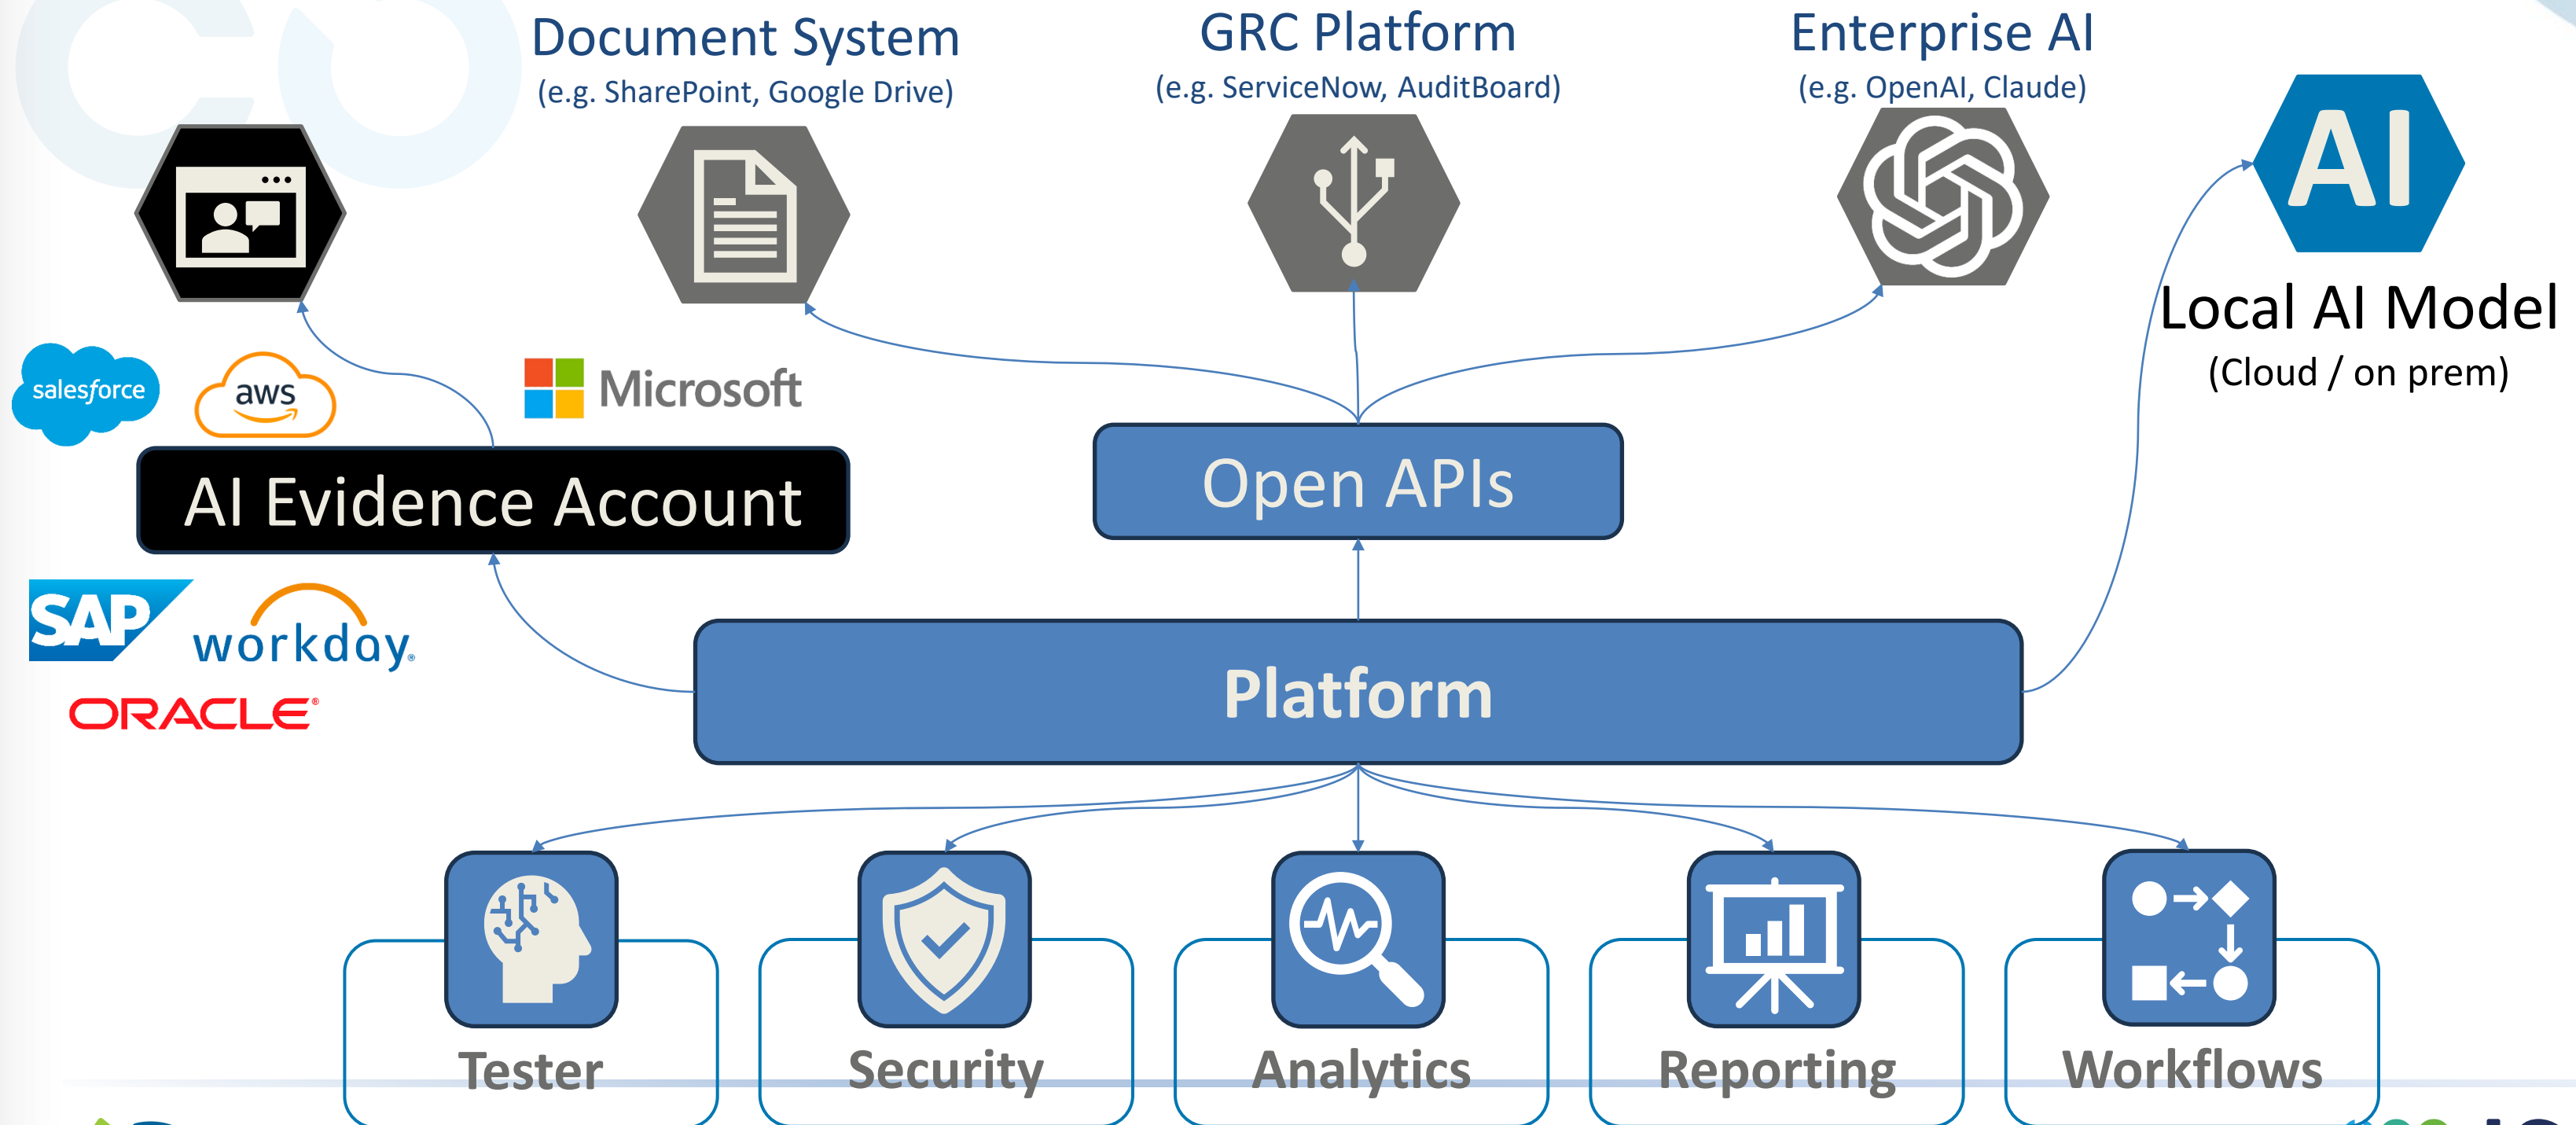 Document System
(e.g. SharePoint, Google Drive)
GRC Platform
(e.g. ServiceNow, AuditBoard)
Enterprise AI
(e.g. OpenAI, Claude)
AI
Local AI Model
(Cloud / on prem)
salesforce
aws
Microsoft
AI Evidence Account
Open APIs
SAP
workday®
ORACLE®
Platform
Tester
Security
Analytics
Reporting
Workflows